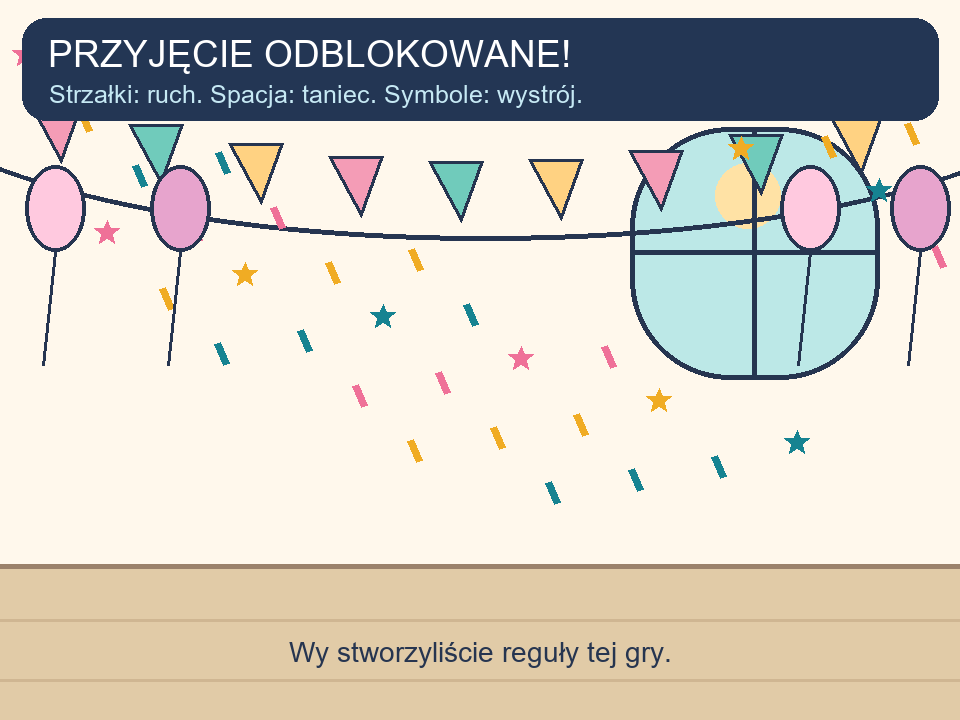 PRZYJĘCIE ODBLOKOWANE!
Strzałki: ruch. Spacja: taniec. Symbole: wystrój.
Wy stworzyliście reguły tej gry.